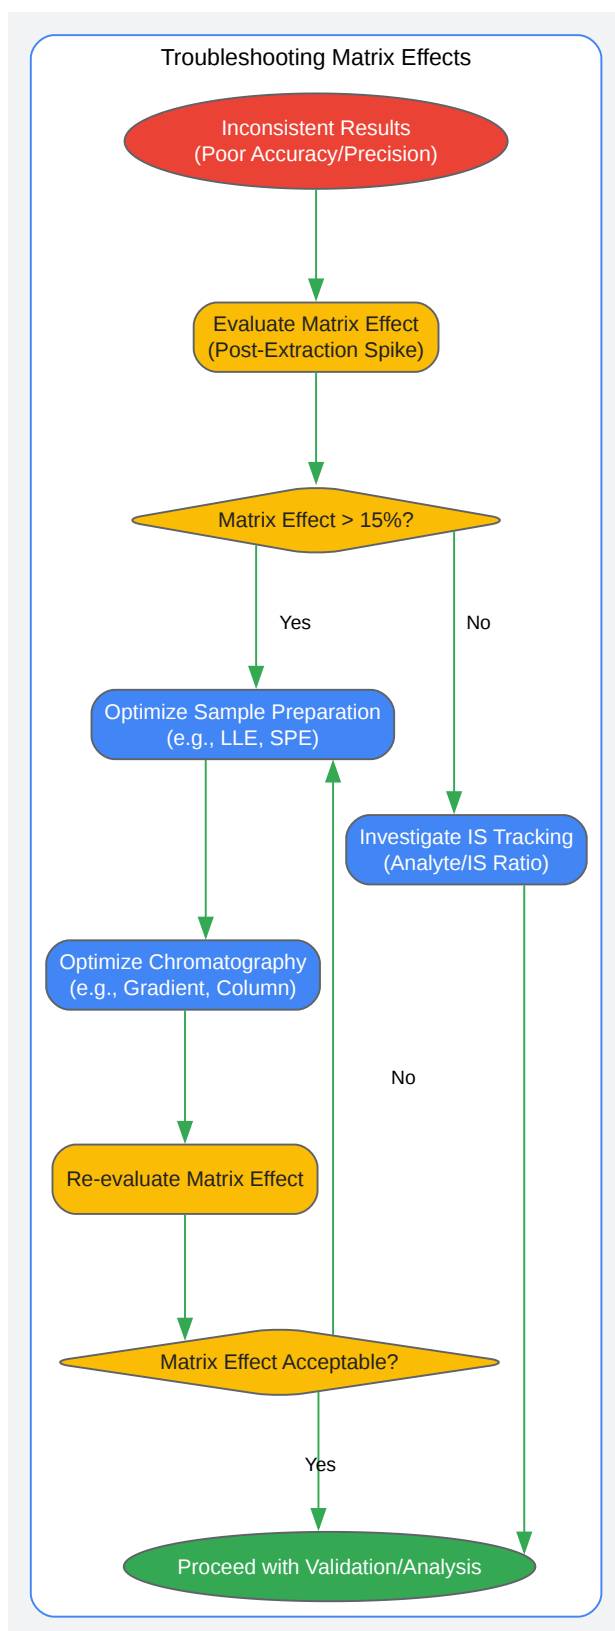 Troubleshooting Matrix Effects
Inconsistent Results
(Poor Accuracy/Precision)
Evaluate Matrix Effect
(Post-Extraction Spike)
Matrix Effect > 15%?
Yes
No
Optimize Sample Preparation
(e.g., LLE, SPE)
Investigate IS Tracking
(Analyte/IS Ratio)
Optimize Chromatography
(e.g., Gradient, Column)
No
Re-evaluate Matrix Effect
Matrix Effect Acceptable?
Yes
Proceed with Validation/Analysis